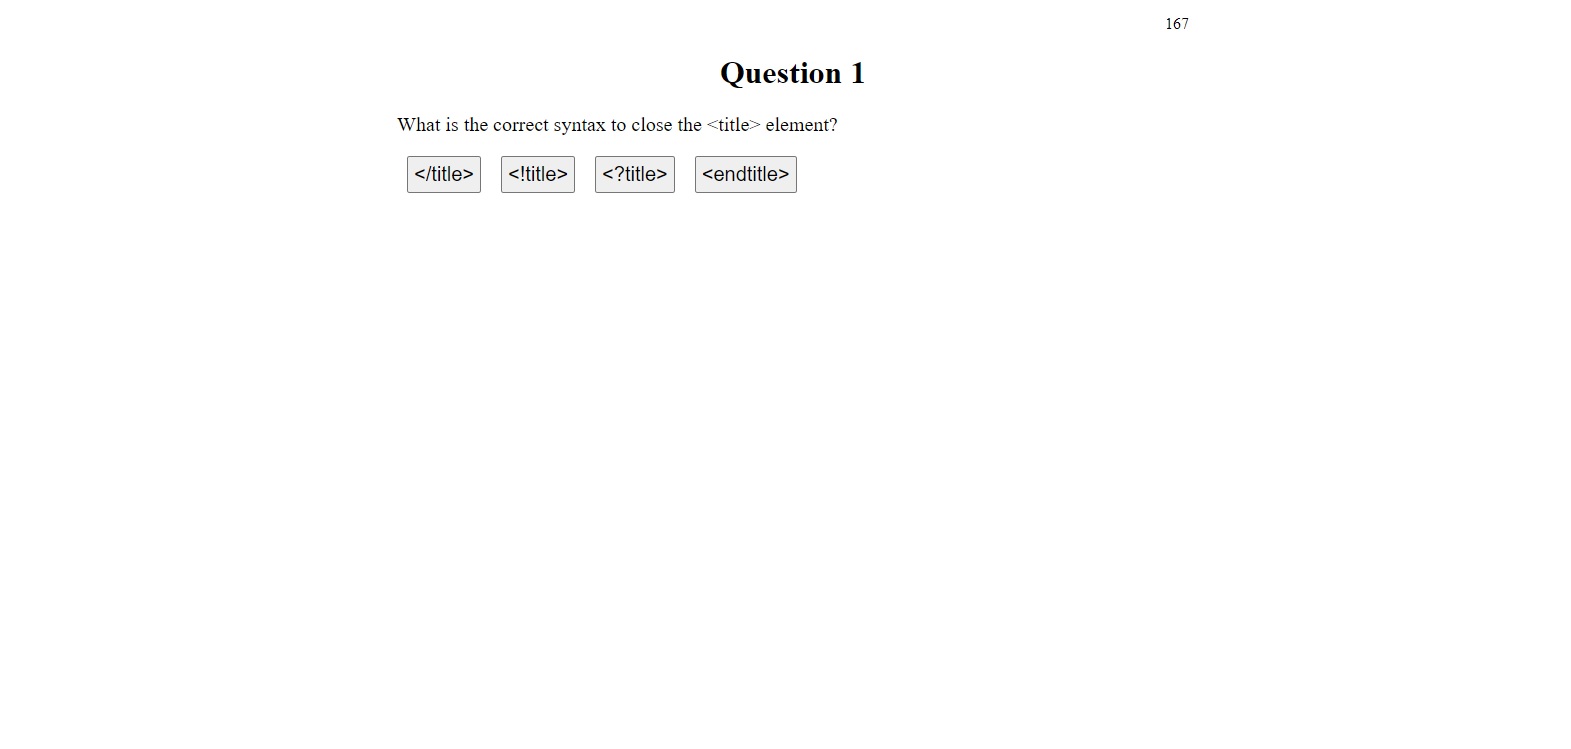 167
Question 1
What is the correct syntax to close the <title> element?
</title> <!title> <?title> <endtitle>